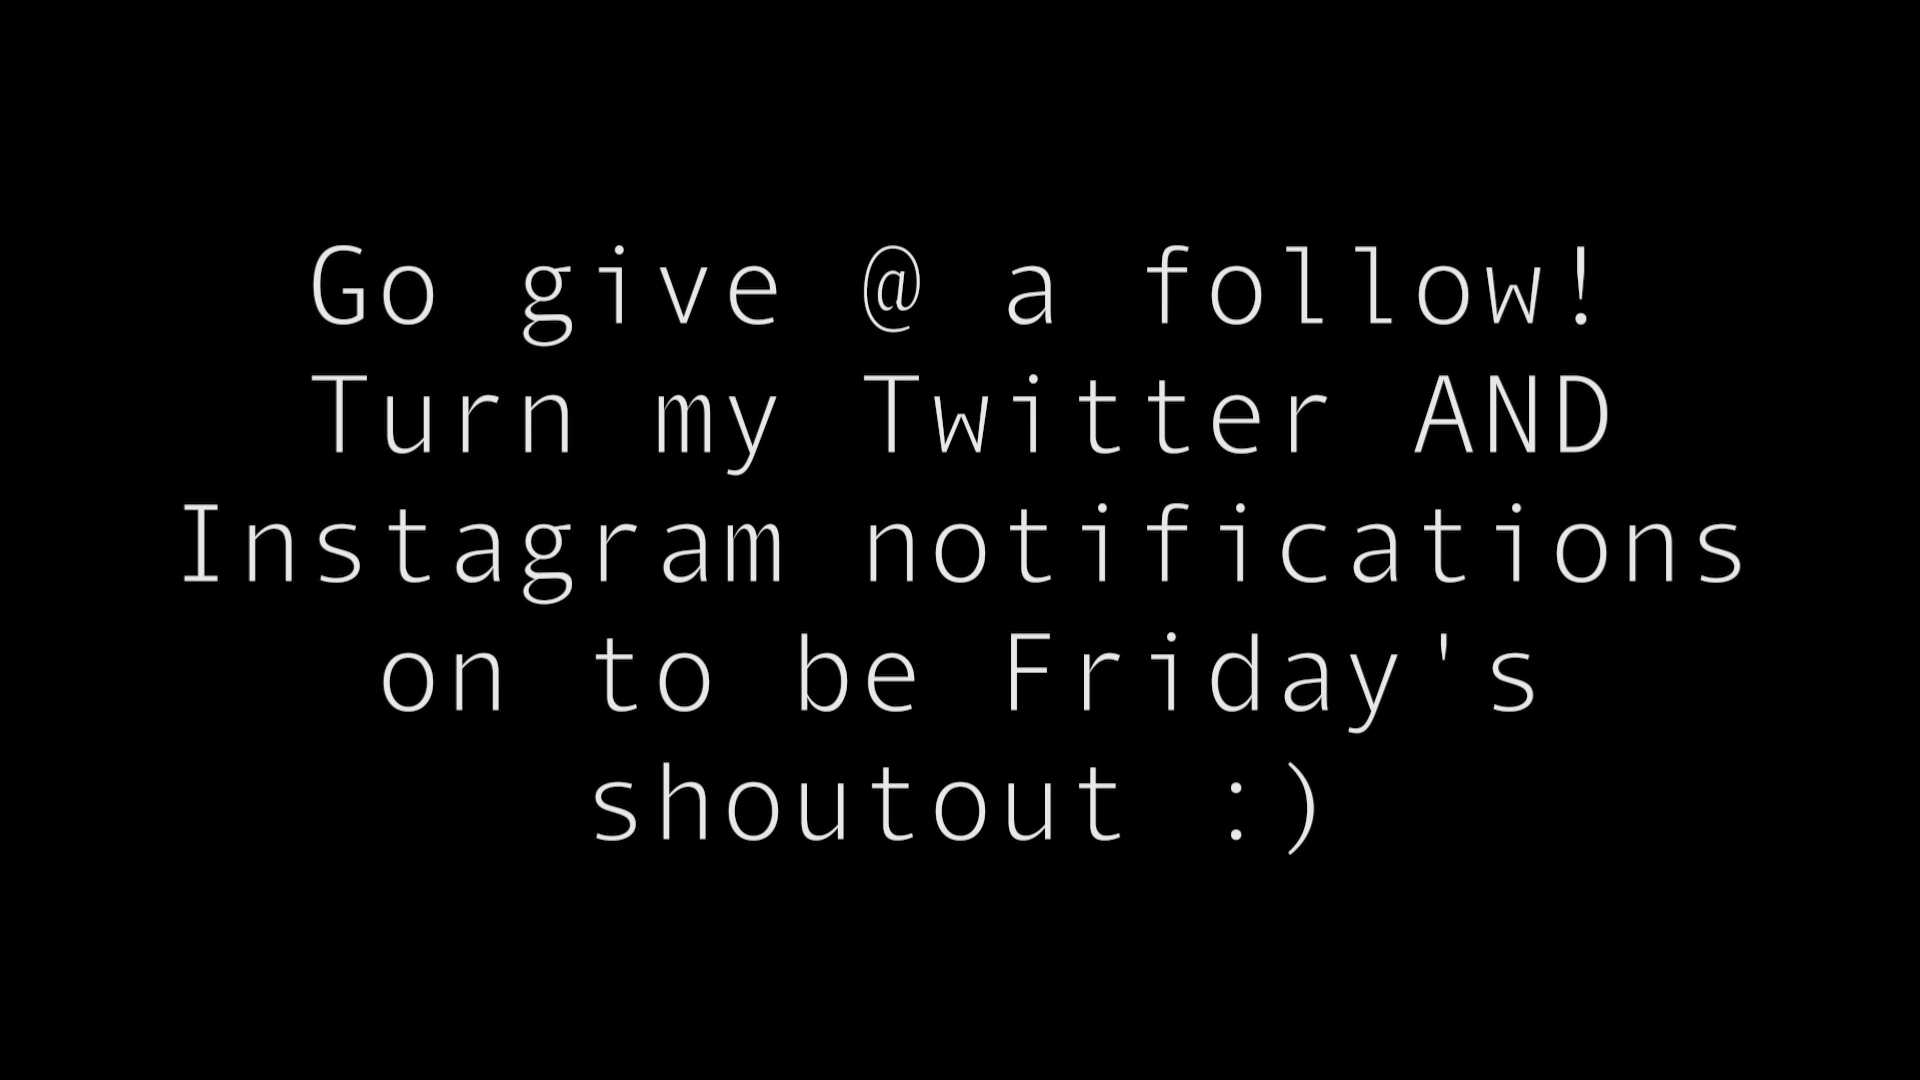 Go give @ a follow!
Turn my Twitter AND
Instagram notifications
on to be Friday's
shoutout :)